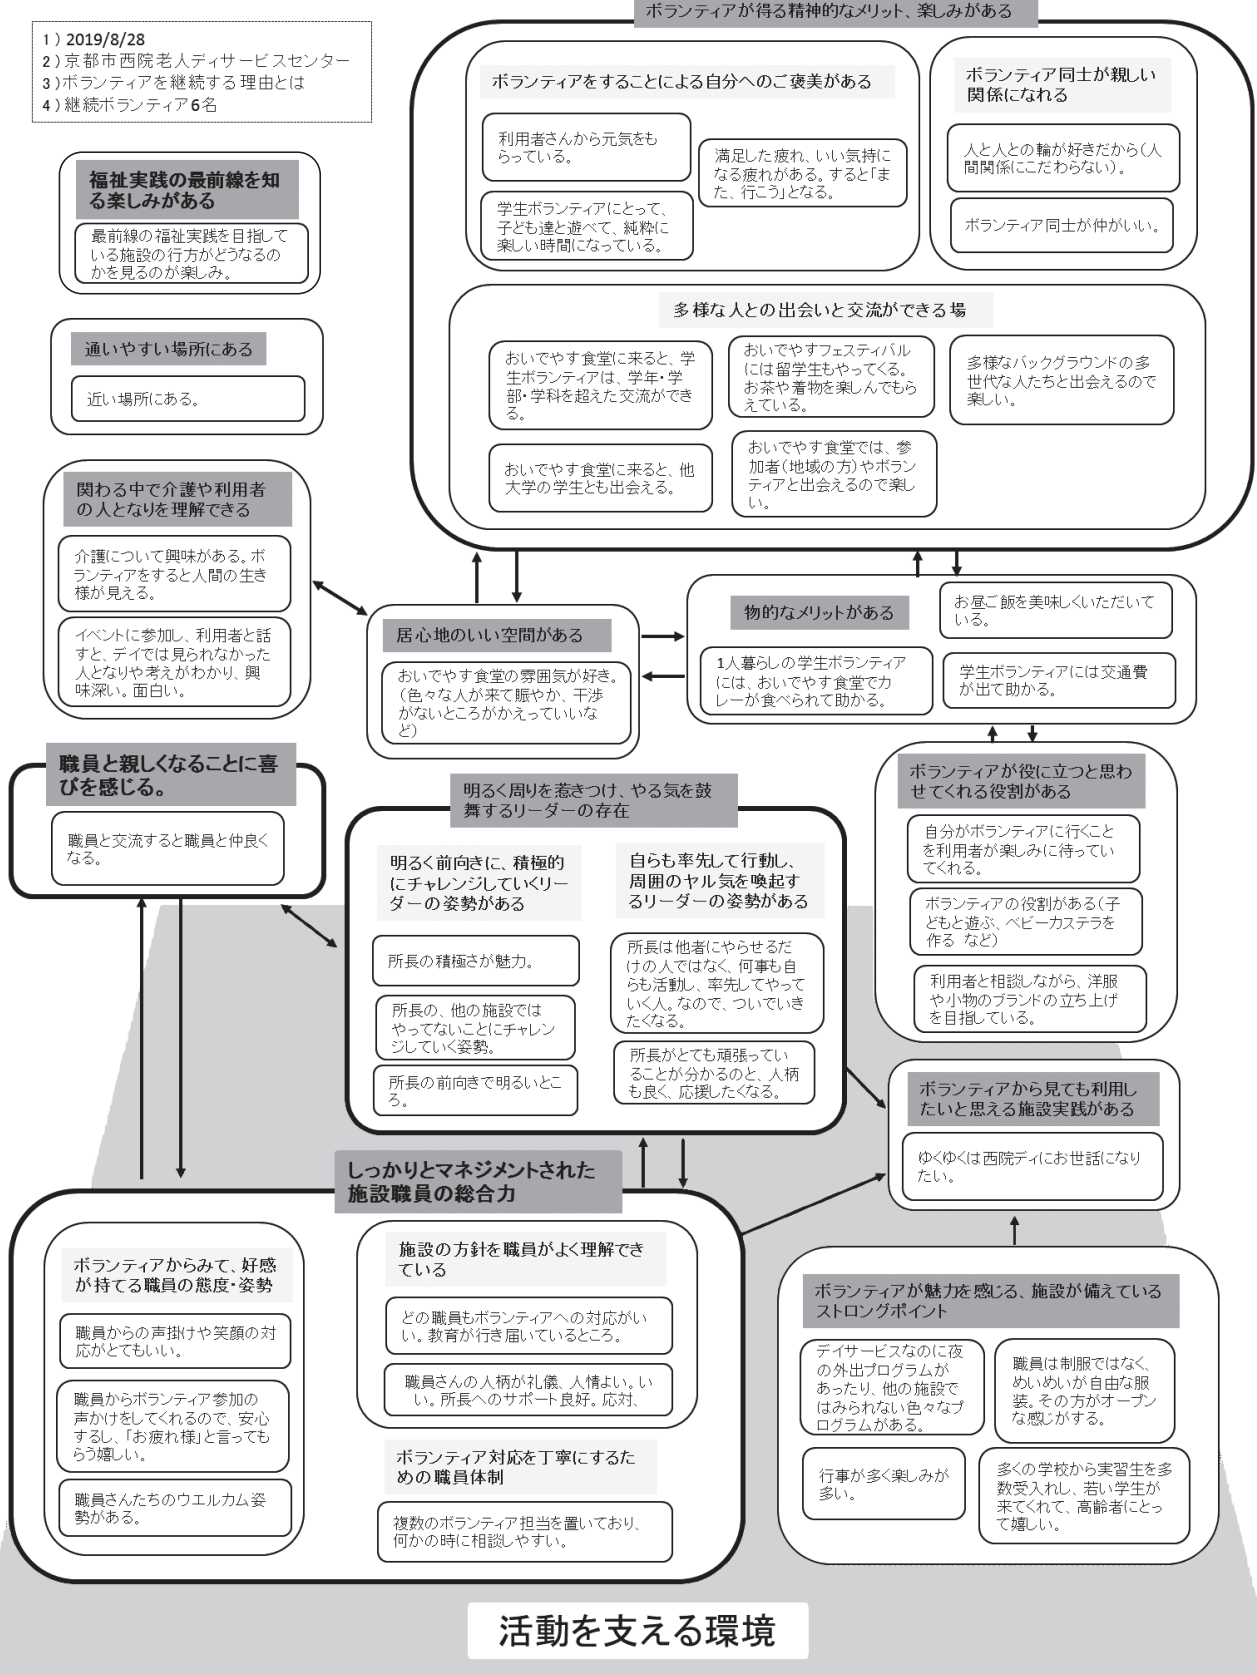 ボランティアが得る精神的なメリット、楽しみがある
1）2019/8/28
2）京都市西院老人ディサービスセンター
3）ボランティアを継続する理由とは
4）継続ボランティア6名
福祉実践の最前線を知
る楽しみがある
最前線の福祉実践を目指して
いる施設の行方がどうなるの
かを見るのが楽しみ。
通いやすい場所にある
近い場所にある。
関わる中で介護や利用者
の人となりを理解できる
介護について興味がある。ボ
ランティアをすると人間の生き
様が見える。
イベントに参加し、利用者と話
すと、デイでは見られなかった
人となりや考えがわかり、興
味深い。面白い。
ボランティアをすることによる自分へのご褒美がある
利用者さんから元気をも
らっている。
満足した疲れ、いい気持に
なる疲れがある。すると「ま
た、行こう」となる。
学生ボランティアにとって、
子ども達と遊べて、純粋に
楽しい時間になっている。
ボランティア同士が親しい
関係になれる
人と人との輪が好きだから（人
間関係にこだわらない）。
ボランティア同士が仲がいい。
多様な人との出会いと交流ができる場
おいでやす食堂に来ると、学
生ボランティアは、学年・学
部・学科を超えた交流ができ
る。
おいでやすフェスティバル
には留学生もやってくる。
お茶や着物を楽しんでもら
えている。
多様なバックグラウンドの多
世代な人たちと出会えるので
楽しい。
おいでやす食堂に来ると、他
大学の学生とも出会える。
おいでやす食堂では、参
加者（地域の方）やボラン
ティアと出会えるので楽し
い。
居心地のいい空間がある
おいでやす食堂の雰囲気が好き。
（色々な人が来て賑やか、干渉
がないところがかえっていいな
ど）
物的なメリットがある
お昼ご飯を美味しくいただいて
いる。
1人暮らしの学生ボランティア
には、おいでやす食堂でカ
レーが食べられて助かる。
学生ボランティアには交通費
が出て助かる。
職員と親しくなることに喜
びを感じる。
職員と交流すると職員と仲良く
なる。
明るく周りを惹きつけ、やる気を鼓
舞するリーダーの存在
明るく前向きに、積極的
にチャレンジしていくリー
ダーの姿勢がある
所長の積極さが魅力。
所長の、他の施設では
やってないことにチャレン
ジしていく姿勢。
所長の前向きで明るいとこ
ろ。
自らも率先して行動し、
周囲のヤル気を喚起す
るリーダーの姿勢がある
所長は他者にやらせるだ
けの人ではなく、何事も自
らも活動し、率先してやって
いく人。なので、ついていき
たくなる。
所長がとても頑張ってい
ることが分かるのと、人柄
も良く、応援したくなる。
ボランティアが役に立つと思わ
せてくれる役割がある
自分がボランティアに行くこと
を利用者が楽しみに待ってい
てくれる。
ボランティアの役割がある（子
どもと遊ぶ、ベビーカステラを
作る など）
利用者と相談しながら、洋服
や小物のブランドの立ち上げ
を目指している。
ボランティアから見ても利用し
たいと思える施設実践がある
ゆくゆくは西院ディにお世話になり
たい。
しっかりとマネジメントされた
施設職員の総合力
ボランティアからみて、好感
が持てる職員の態度・姿勢
職員からの声掛けや笑顔の対
応がとてもいい。
職員からボランティア参加の
声かけをしてくれるので、安心
するし、「お疲れ様」と言っても
らう嬉しい。
職員さんたちのウエルカム姿
勢がある。
施設の方針を職員がよく理解でき
ている
どの職員もボランティアへの対応がい
い。教育が行き届いているところ。
職員さんの人柄が礼儀、人情よい。い
い。所長へのサポート良好。応対、
ボランティア対応を丁寧にするた
めの職員体制
複数のボランティア担当を置いており、
何かの時に相談しやすい。
ボランティアが魅力を感じる、施設が備えている
ストロングポイント
デイサービスなのに夜
の外出プログラムが
あったり、他の施設で
はみられない色々なプ
ログラムがある。
職員は制服ではなく、
めいめいが自由な服
装。その方がオープン
な感じがする。
行事が多く楽しみが
多い。
多くの学校から実習生を多
数受入れし、若い学生が
来てくれて、高齢者にとっ
て嬉しい。
活動を支える環境